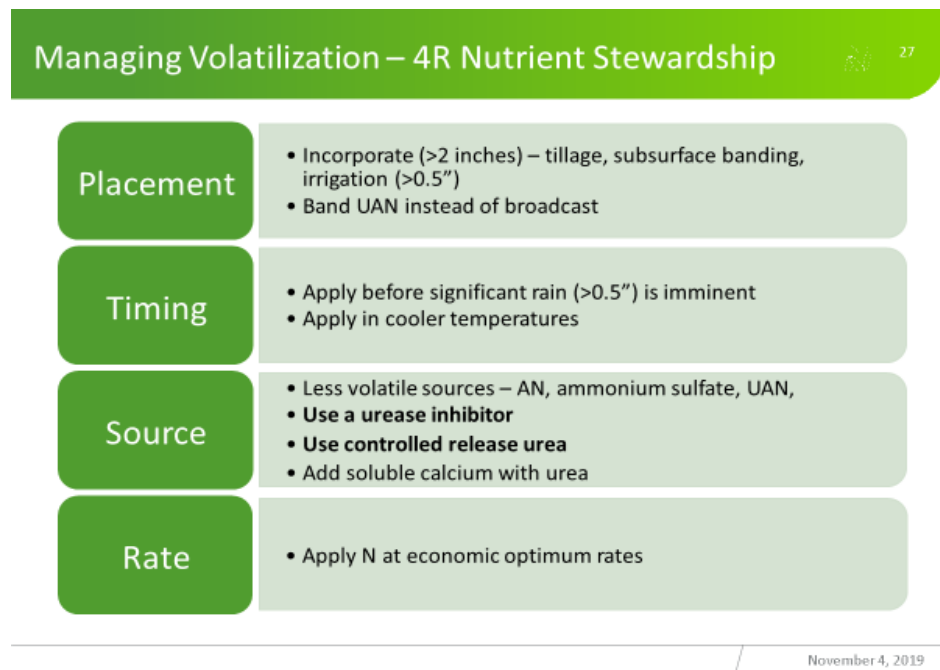 Managing Volatilization – 4R Nutrient Stewardship
27
Placement
• Incorporate (>2 inches) – tillage, subsurface banding,
irrigation (>0.5”)
• Band UAN instead of broadcast
Timing
• Apply before significant rain (>0.5”) is imminent
• Apply in cooler temperatures
Source
• Less volatile sources – AN, ammonium sulfate, UAN,
• Use a urease inhibitor
• Use controlled release urea
• Add soluble calcium with urea
Rate
• Apply N at economic optimum rates
November 4, 2019